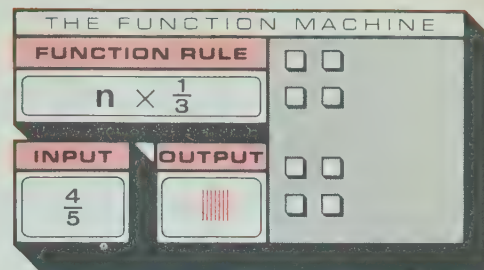 THE FUNCTION MACHINE
FUNCTION RULE
n × 1/3
INPUT
OUTPUT
4/5